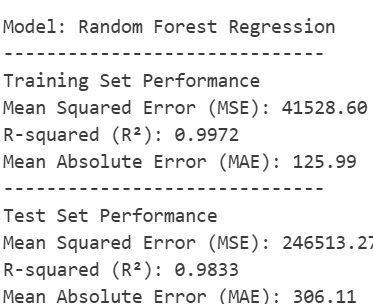 Model: Random Forest Regression
------------------------------
Training Set Performance
Mean Squared Error (MSE): 41528.60
R-squared (R²): 0.9972
Mean Absolute Error (MAE): 125.99
------------------------------
Test Set Performance
Mean Squared Error (MSE): 246513.27
R-squared (R²): 0.9833
Mean Absolute Error (MAE): 306.11